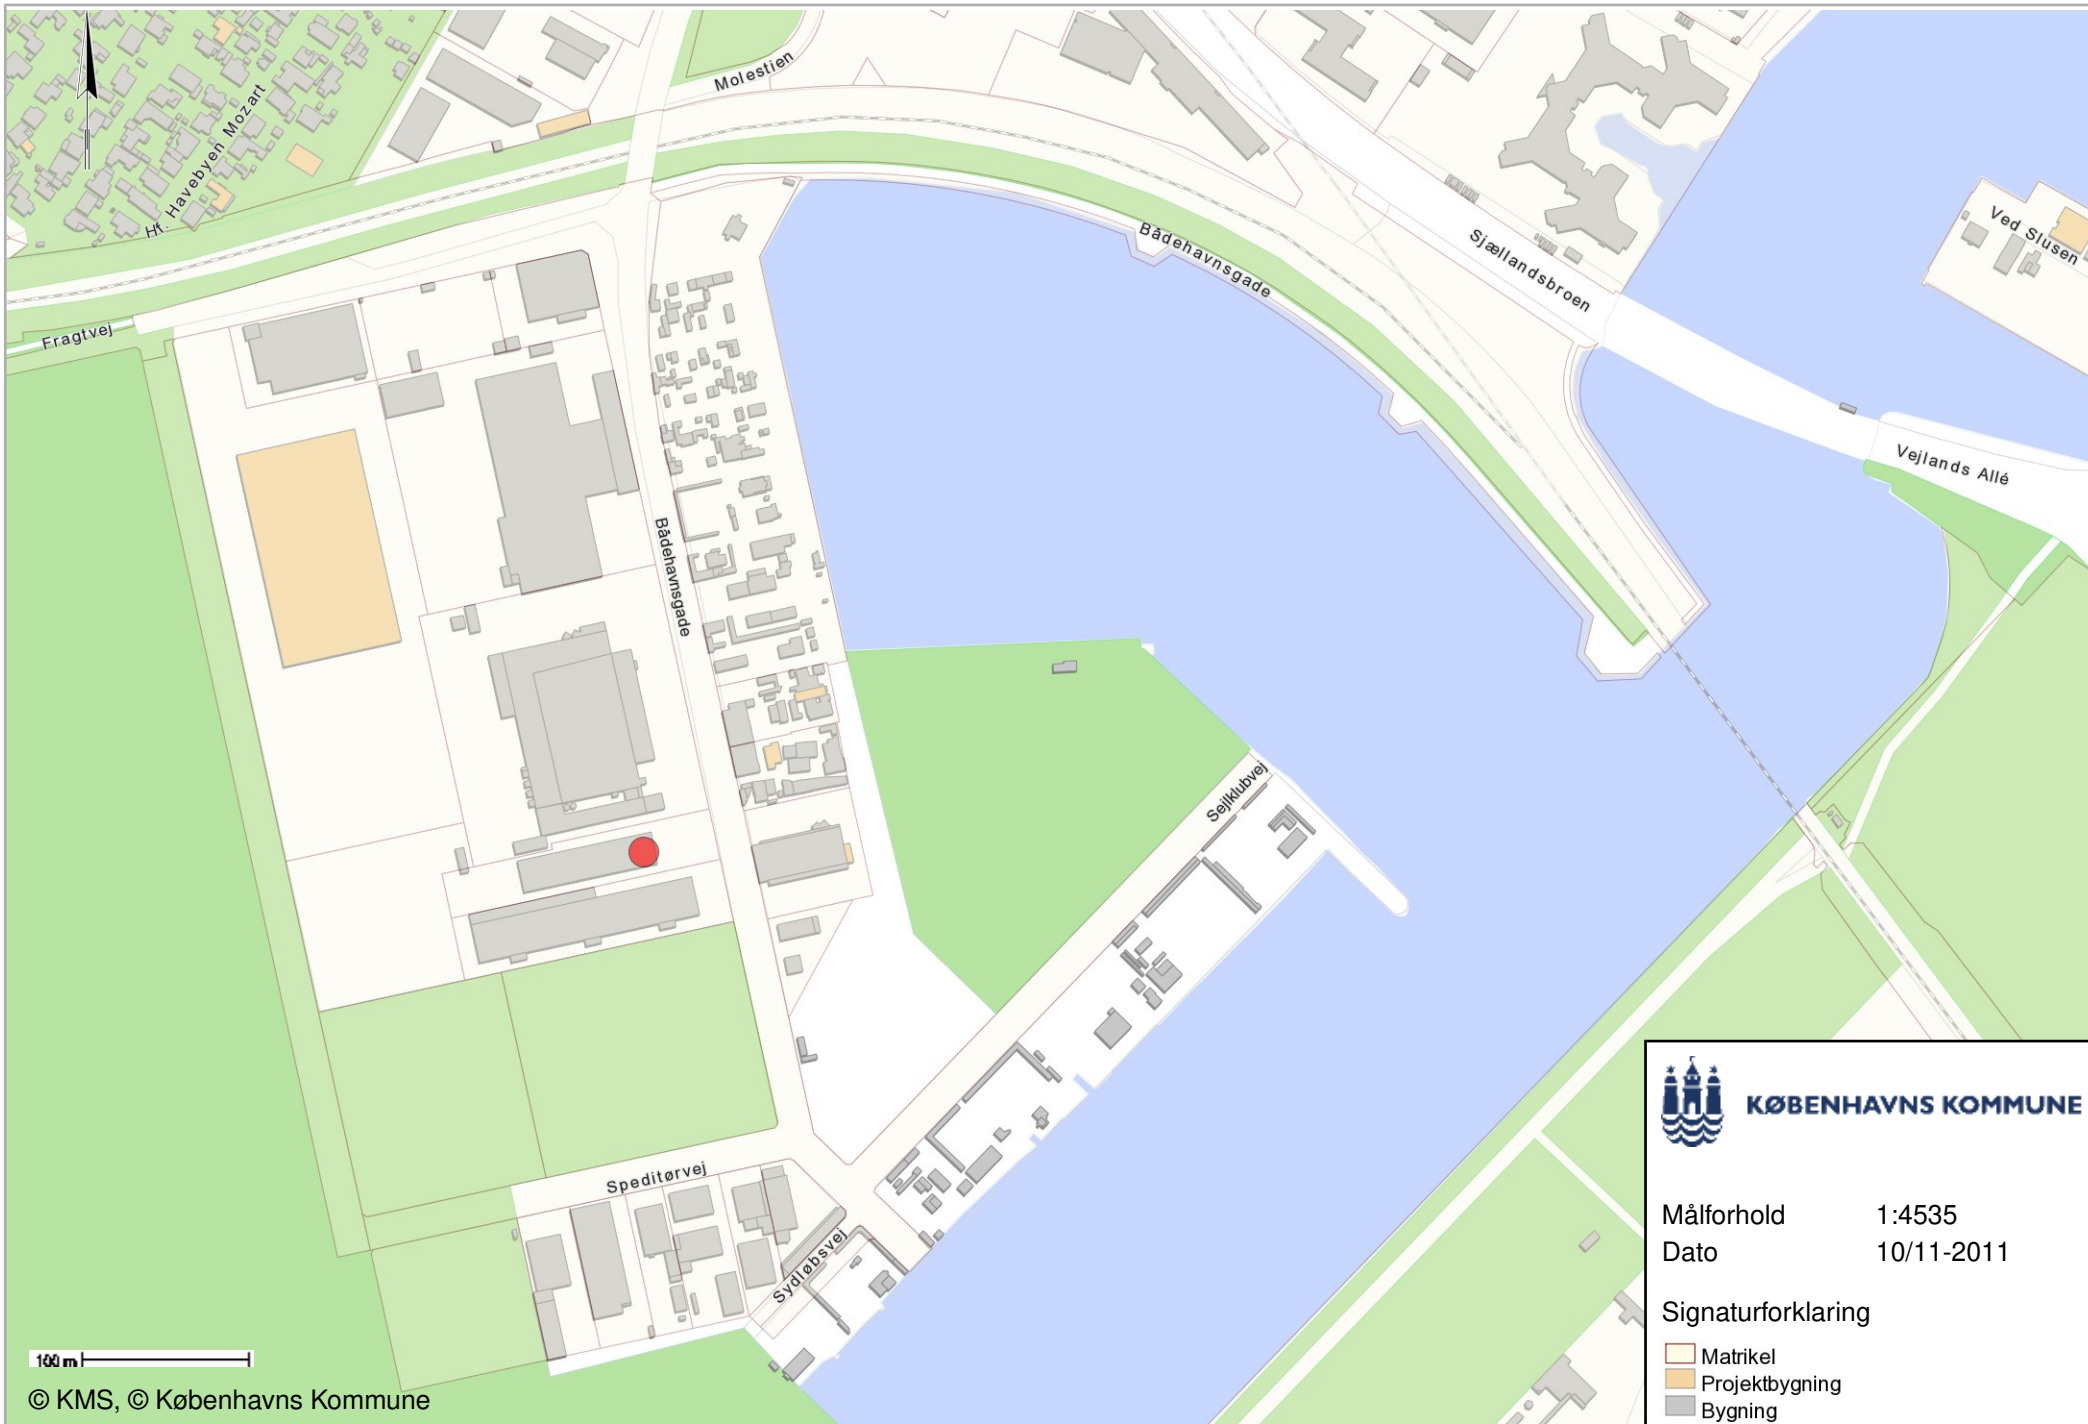 Molestien
Hf. Havebyen Mozart
Ved Slusen
Bådehavnsgade
Sjællandsbroen
Fragtvej
Vejlands Allé
Bådehavnsgade
Sejlklubvej
Speditørvej
Sydløbsvej
KØBENHAVNS KOMMUNE
Målforhold 1:4535
Dato 10/11-2011
Signaturforklaring
Matrikel
Projektbygning
Bygning
100 m
© KMS, © Københavns Kommune